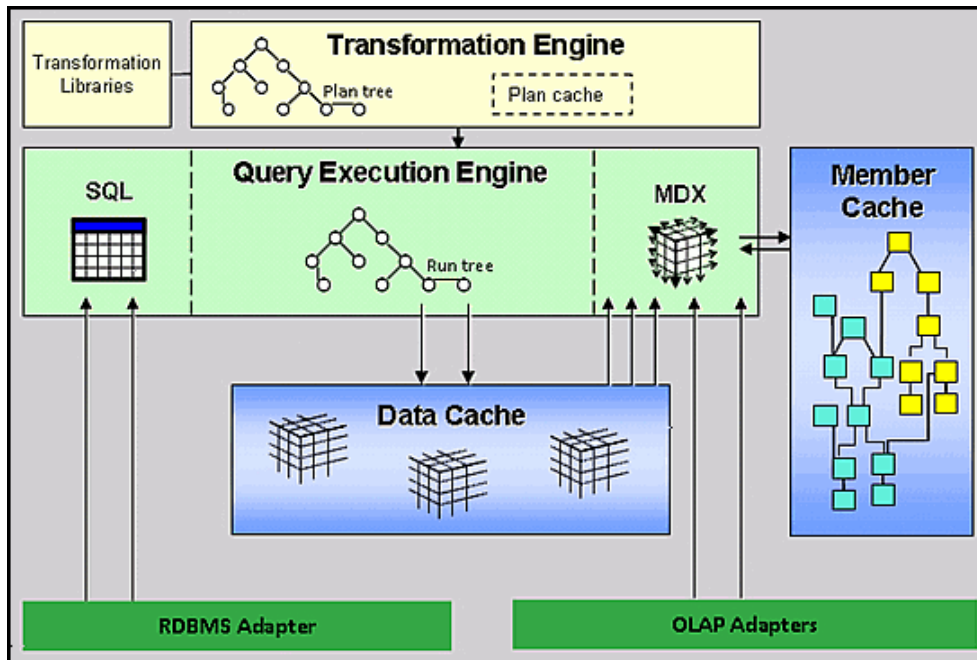 Transformation Engine
Transformation
Libraries
Plan tree
Plan cache
Query Execution Engine
SQL
MDX
Run tree
Member
Cache
Data Cache
RDBMS Adapter
OLAP Adapters